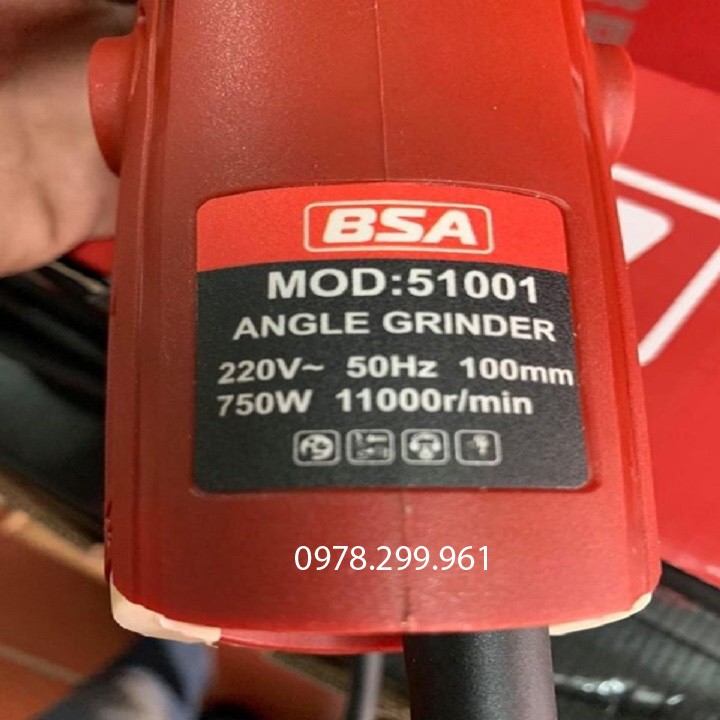 BSA
MOD:51001
ANGLE GRINDER
220V~ 50Hz 100mm
750W 11000r/min
0978.299.961